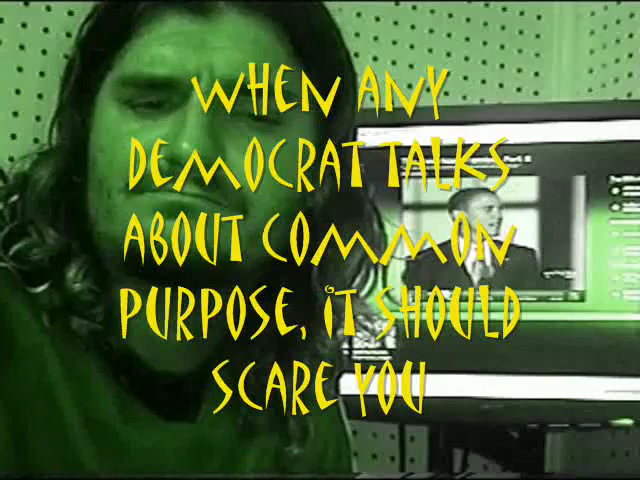 WHEN ANY
DEMOCRAT TALKS
ABOUT COMMON
PURPOSE, iT SHOULD
SCARE YOU